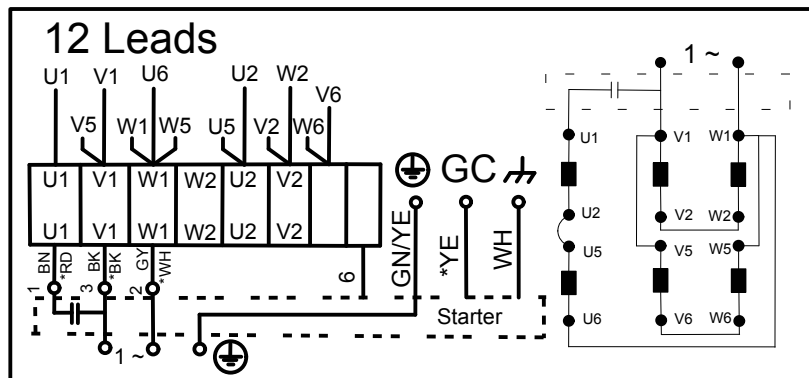 12 Leads
1 ~
U1 V1 U6 U2 W2 V6
V5 W1 W5 U5 V2 W6
GC
U1 V1 W1 W2 U2 V2
U1 V1 W1 W2 U2 V2
BN *RD BK *BK GY *WH 6 GN/YE *YE WH
1 3 2
Starter
1 ~
U1 V1 W1
U2 V2 W2
U5 V5 W5
U6 V6 W6